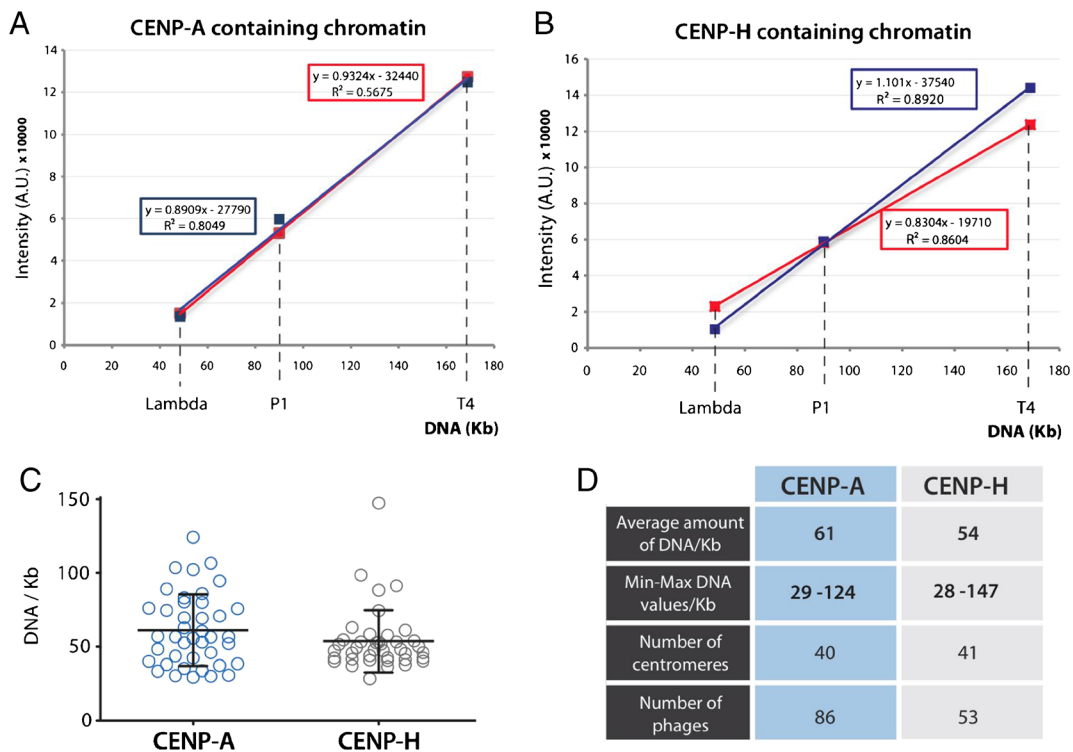 A
CENP-A containing chromatin
Intensity (A.U.) x 10000
14
12
10
8
6
4
2
0
y = 0.9324x - 32440
R² = 0.5675
y = 0.8909x - 27790
R² = 0.8049
0 20 40 60 80 100 120 140 160 180
Lambda P1 T4
DNA (Kb)
B
CENP-H containing chromatin
Intensity (A.U.) x 10000
16
14
12
10
8
6
4
2
0
y = 1.101x - 37540
R² = 0.8920
y = 0.8304x - 19710
R² = 0.8604
0 20 40 60 80 100 120 140 160 180
Lambda P1 T4
DNA (Kb)
C
DNA / Kb
150
100
50
0
CENP-A CENP-H
D
CENP-A CENP-H
Average amount
of DNA/Kb
61 54
Min-Max DNA
values/Kb
29 -124 28 -147
Number of
centromeres
40 41
Number of
phages
86 53